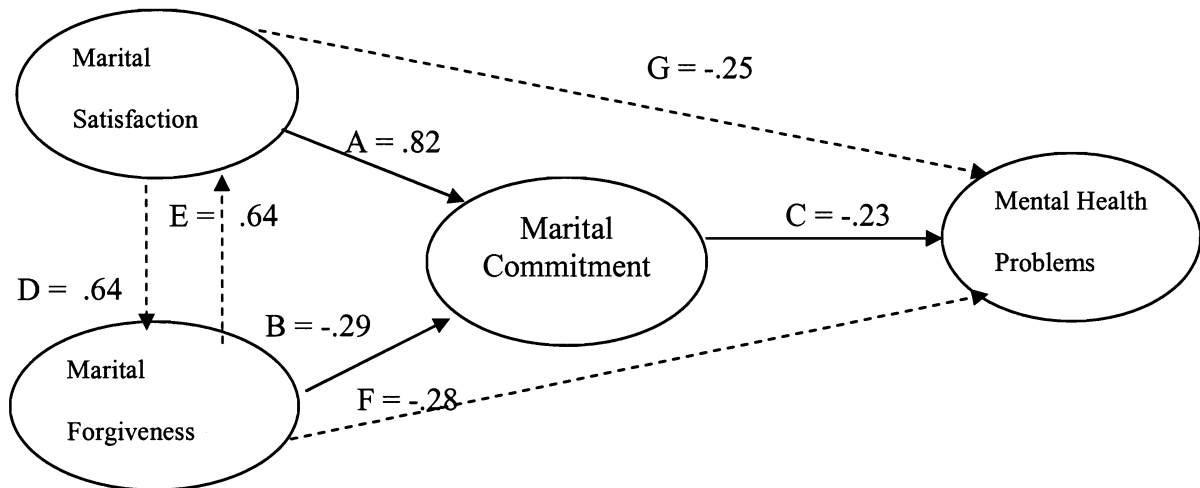 Marital
Satisfaction
G = -.25
A = .82
Mental Health
Problems
E = .64
Marital
Commitment
C = -.23
D = .64
B = -.29
Marital
Forgiveness
F = -.28